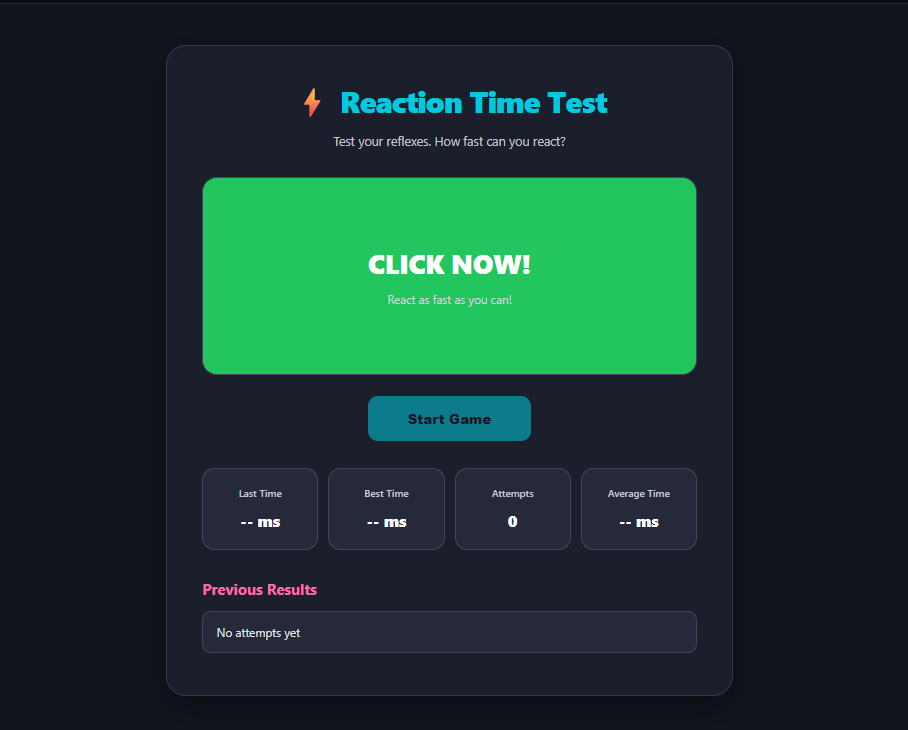 ⚡ Reaction Time Test
Test your reflexes. How fast can you react?
CLICK NOW!
React as fast as you can!
Start Game
Last Time
-- ms
Best Time
-- ms
Attempts
0
Average Time
-- ms
Previous Results
No attempts yet